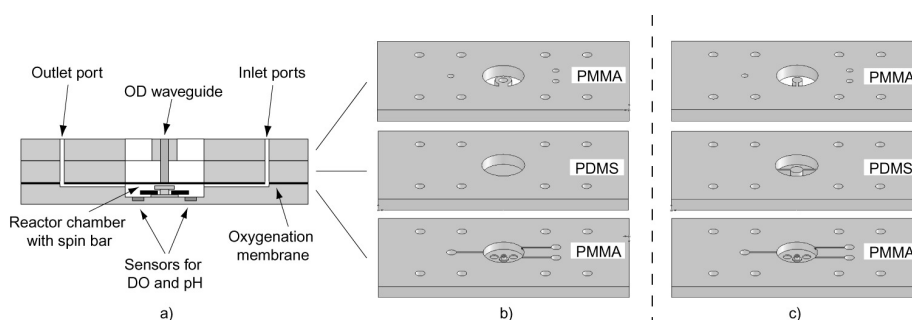 Outlet port
OD waveguide
Inlet ports
Reactor chamber
with spin bar
Sensors for
DO and pH
Oxygenation
membrane
a)
PMMA
PDMS
PMMA
b)
PMMA
PDMS
PMMA
c)